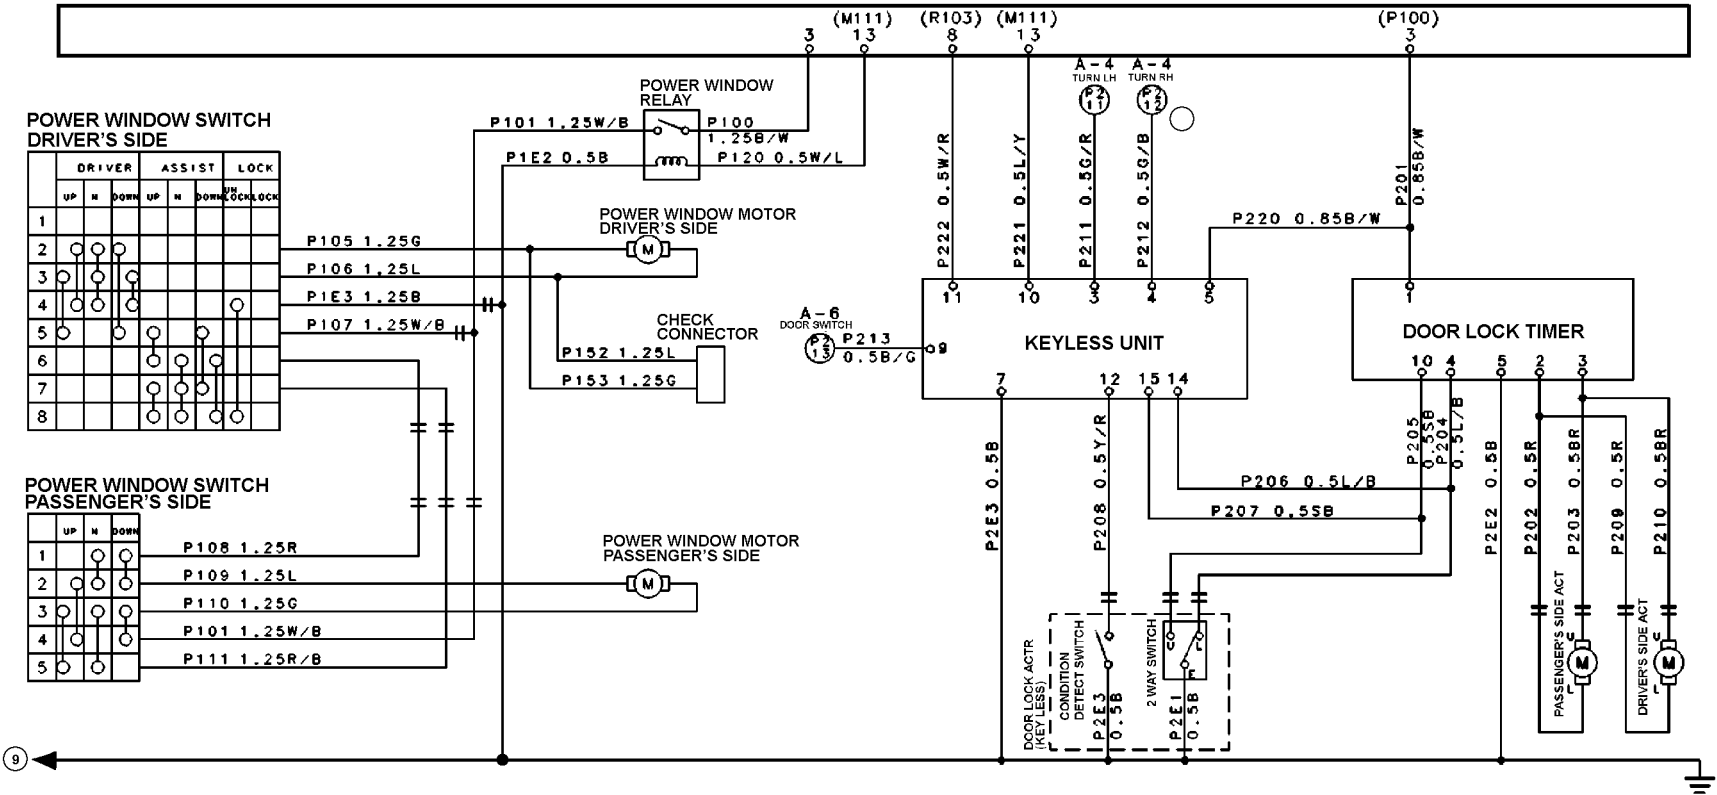 (M111) (R103) (M111) (P100)
3 13 8 13 3
A-4 A-4
TURN LH TURN RH
P2 11 P2 12
POWER WINDOW
RELAY
P101 1.25W/B P100
1.25B/W
P1E2 0.5B P120 0.5W/L
POWER WINDOW SWITCH
DRIVER'S SIDE
DRIVER ASSIST LOCK
UP N DOWN UP N DOWN UN LOCK LOCK
1
2
3
4
5
6
7
8
P105 1.25G
P106 1.25L
P1E3 1.25B
P107 1.25W/B
POWER WINDOW MOTOR
DRIVER'S SIDE
M
CHECK
CONNECTOR
P152 1.25L
P153 1.25G
P222 0.5W/R
P221 0.5L/Y
P211 0.5G/R
P212 0.5G/B
P201
0.85B/W
P220 0.85B/W
11 10 3 4 5
KEYLESS UNIT
A-6
DOOR SWITCH
P2 13
P213
0.5B/G
9
7 12 15 14
1
DOOR LOCK TIMER
10 4 5 2 3
P205
0.5SB
P204
0.5L/B
P2E3 0.5B
P208 0.5Y/R
P206 0.5L/B
P207 0.5SB
P2E2 0.5B
P202 0.5R
P203 0.5BR
P209 0.5R
P210 0.5BR
POWER WINDOW SWITCH
PASSENGER'S SIDE
UP N DOWN
1
2
3
4
5
P108 1.25R
P109 1.25L
P110 1.25G
P101 1.25W/B
P111 1.25R/B
POWER WINDOW MOTOR
PASSENGER'S SIDE
M
DOOR LOCK ACTR
(KEY LESS)
CONDITION
DETECT SWITCH
P2E3
0.5B
2 WAY SWITCH
U L
E
P2E1
0.5B
PASSENGER'S SIDE ACT
U
M
L
DRIVER'S SIDE ACT
U
M
L
9